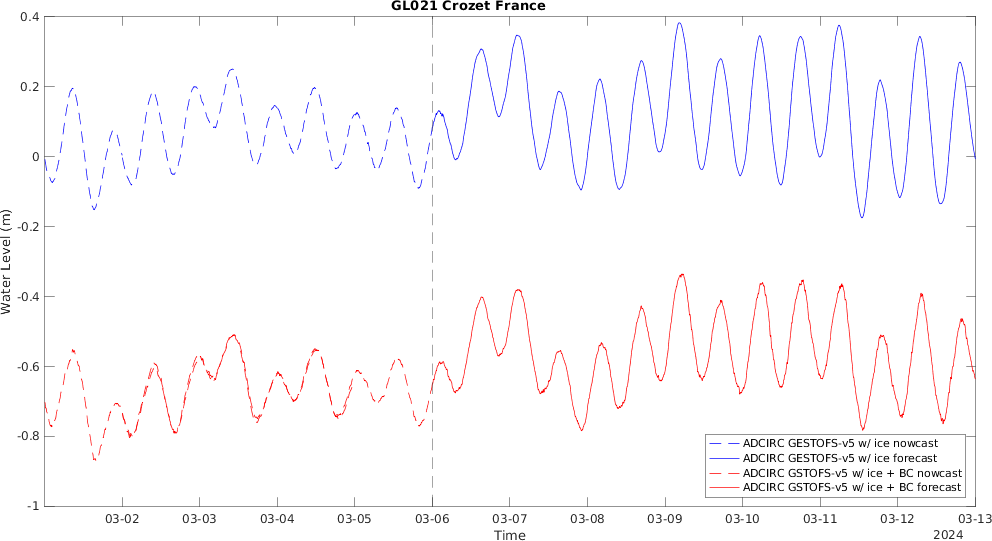 GL021 Crozet France
Water Level (m)
0.4
0.2
0
-0.2
-0.4
-0.6
-0.8
-1
ADCIRC GESTOFS-v5 w/ ice nowcast
ADCIRC GESTOFS-v5 w/ ice forecast
ADCIRC GSTOFS-v5 w/ ice + BC nowcast
ADCIRC GSTOFS-v5 w/ ice + BC forecast
03-02 03-03 03-04 03-05 03-06 03-07 03-08 03-09 03-10 03-11 03-12 03-13
Time
2024